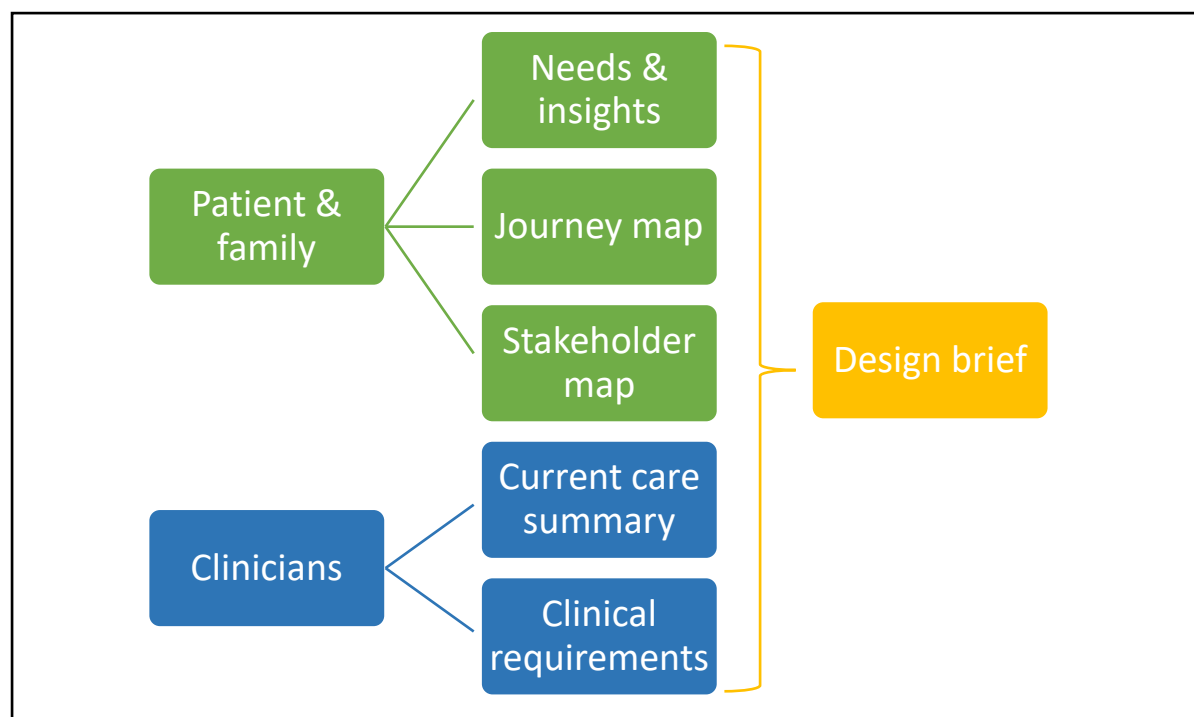 Patient &
family
Needs &
insights
Journey map
Stakeholder
map
Clinicians
Current care
summary
Clinical
requirements
Design brief